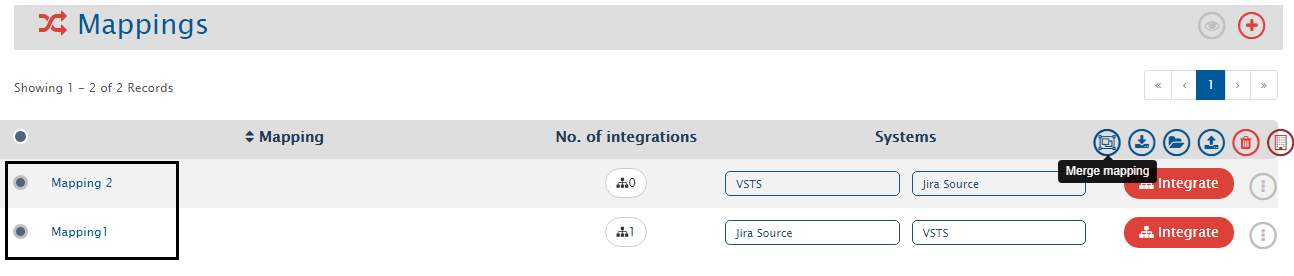 Mappings
Showing 1 - 2 of 2 Records
« ‹ 1 › »
Mapping No. of integrations Systems
Merge mapping
Mapping 2 0 VSTS Jira Source Integrate
Mapping1 1 Jira Source VSTS Integrate